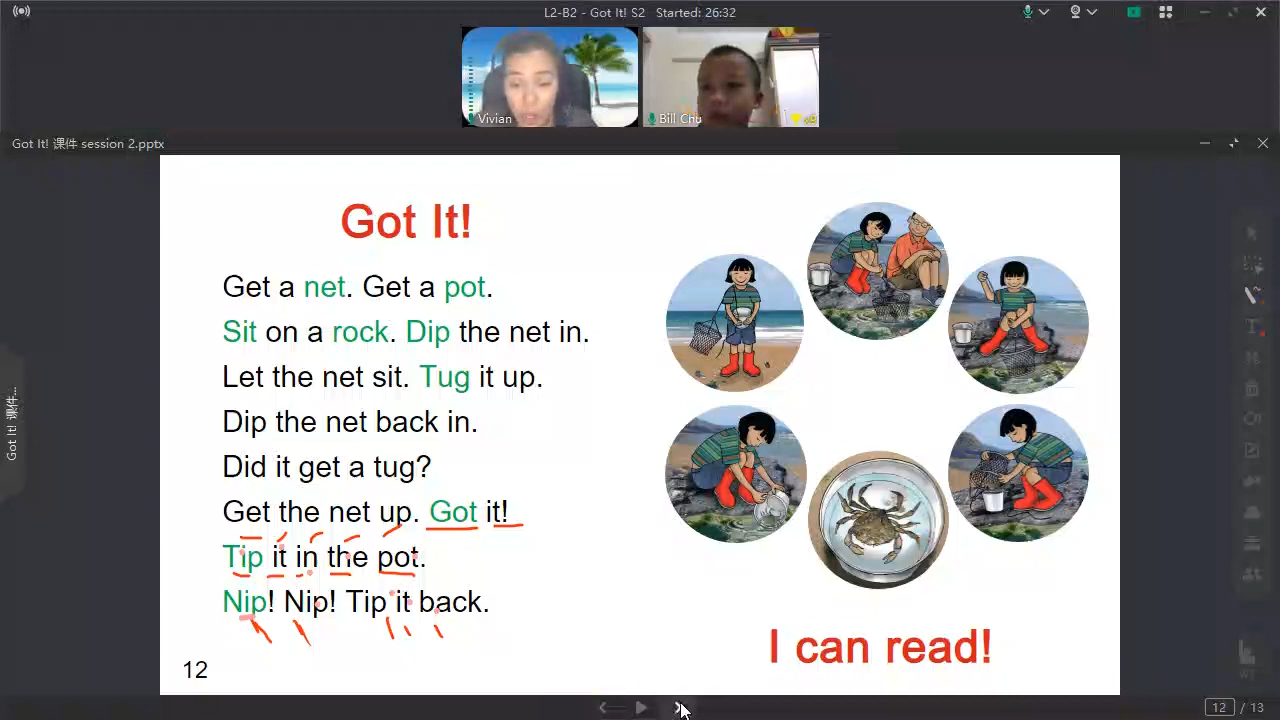 L2-B2 - Got It! S2 Started: 26:32
Vivian
Bill Chu
Got It! 课件 session 2.pptx
Got It!
Get a net. Get a pot.
Sit on a rock. Dip the net in.
Let the net sit. Tug it up.
Dip the net back in.
Did it get a tug?
Get the net up. Got it!
Tip it in the pot.
Nip! Nip! Tip it back.
I can read!
12
Got It! 课件...
12 / 13